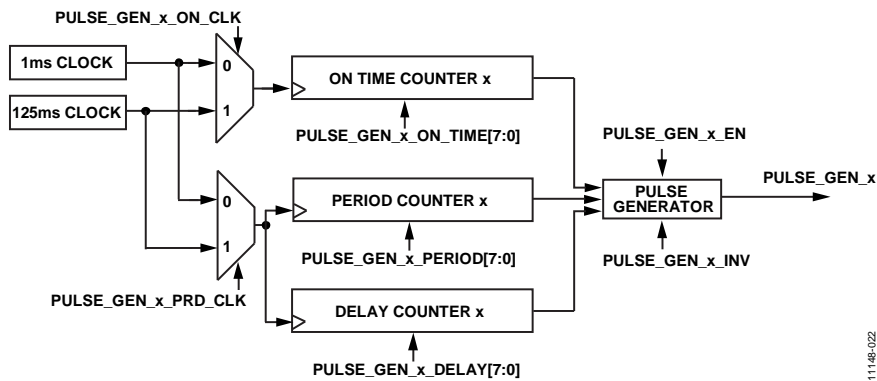 PULSE_GEN_x_ON_CLK
1ms CLOCK
0
ON TIME COUNTER x
125ms CLOCK
1
PULSE_GEN_x_ON_TIME[7:0]
PULSE_GEN_x_EN
PULSE_GEN_x
0
PERIOD COUNTER x
PULSE
GENERATOR
1
PULSE_GEN_x_PERIOD[7:0]
PULSE_GEN_x_INV
PULSE_GEN_x_PRD_CLK
DELAY COUNTER x
PULSE_GEN_x_DELAY[7:0]
11148-022